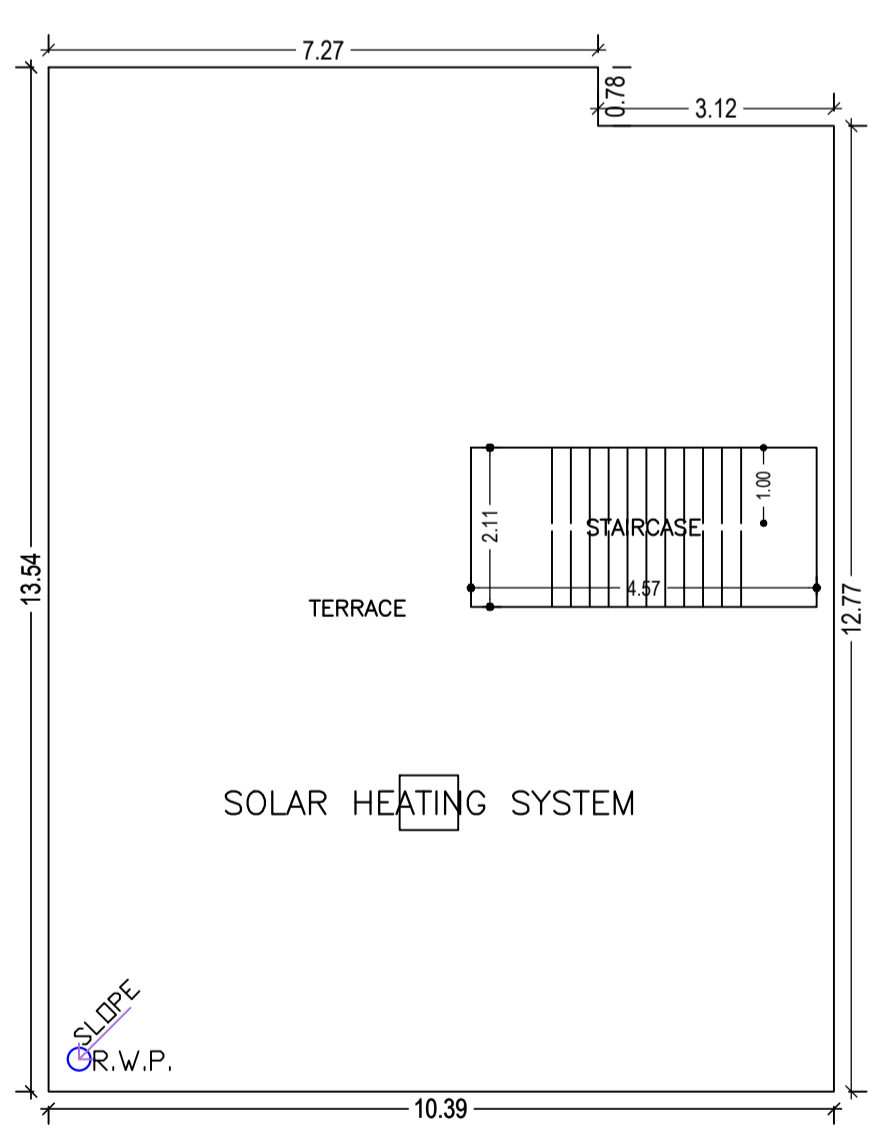 7.27
0.78
3.12
1.00
2.11
STAIRCASE
4.57
13.54
12.77
TERRACE
SOLAR HEATING SYSTEM
SLOPE
R.W.P.
10.39